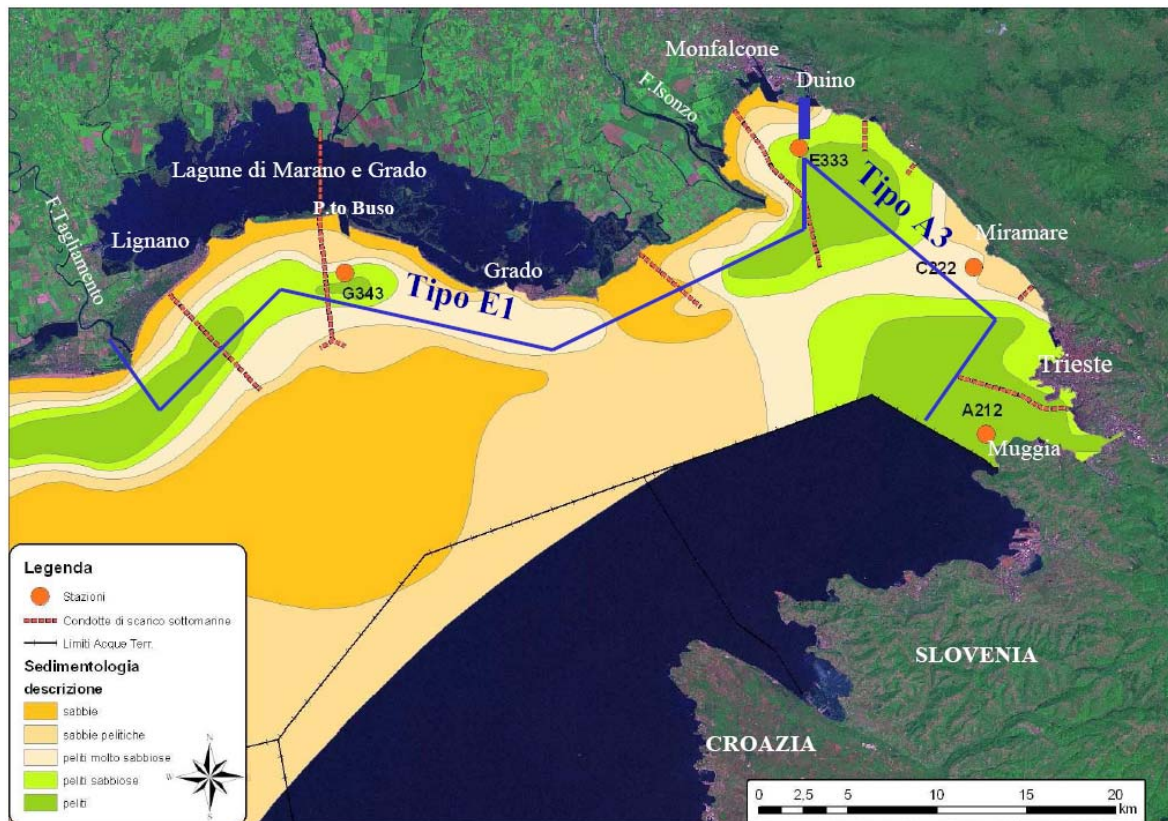 Monfalcone
Duino
F.Isonzo
E333
Lagune di Marano e Grado
Tipo A3
P.to Buso
F.Tagliamento
Lignano
Miramare
C222
Grado
G343
Tipo E1
Trieste
A212
Muggia
SLOVENIA
CROAZIA
Legenda
Stazioni
Condotte di scarico sottomarine
Limiti Acque Terr.
Sedimentologia
descrizione
sabbie
sabbie pelitiche
peliti molto sabbiose
peliti sabbiose
peliti
N
W
E
S
0 2,5 5 10 15 20
km